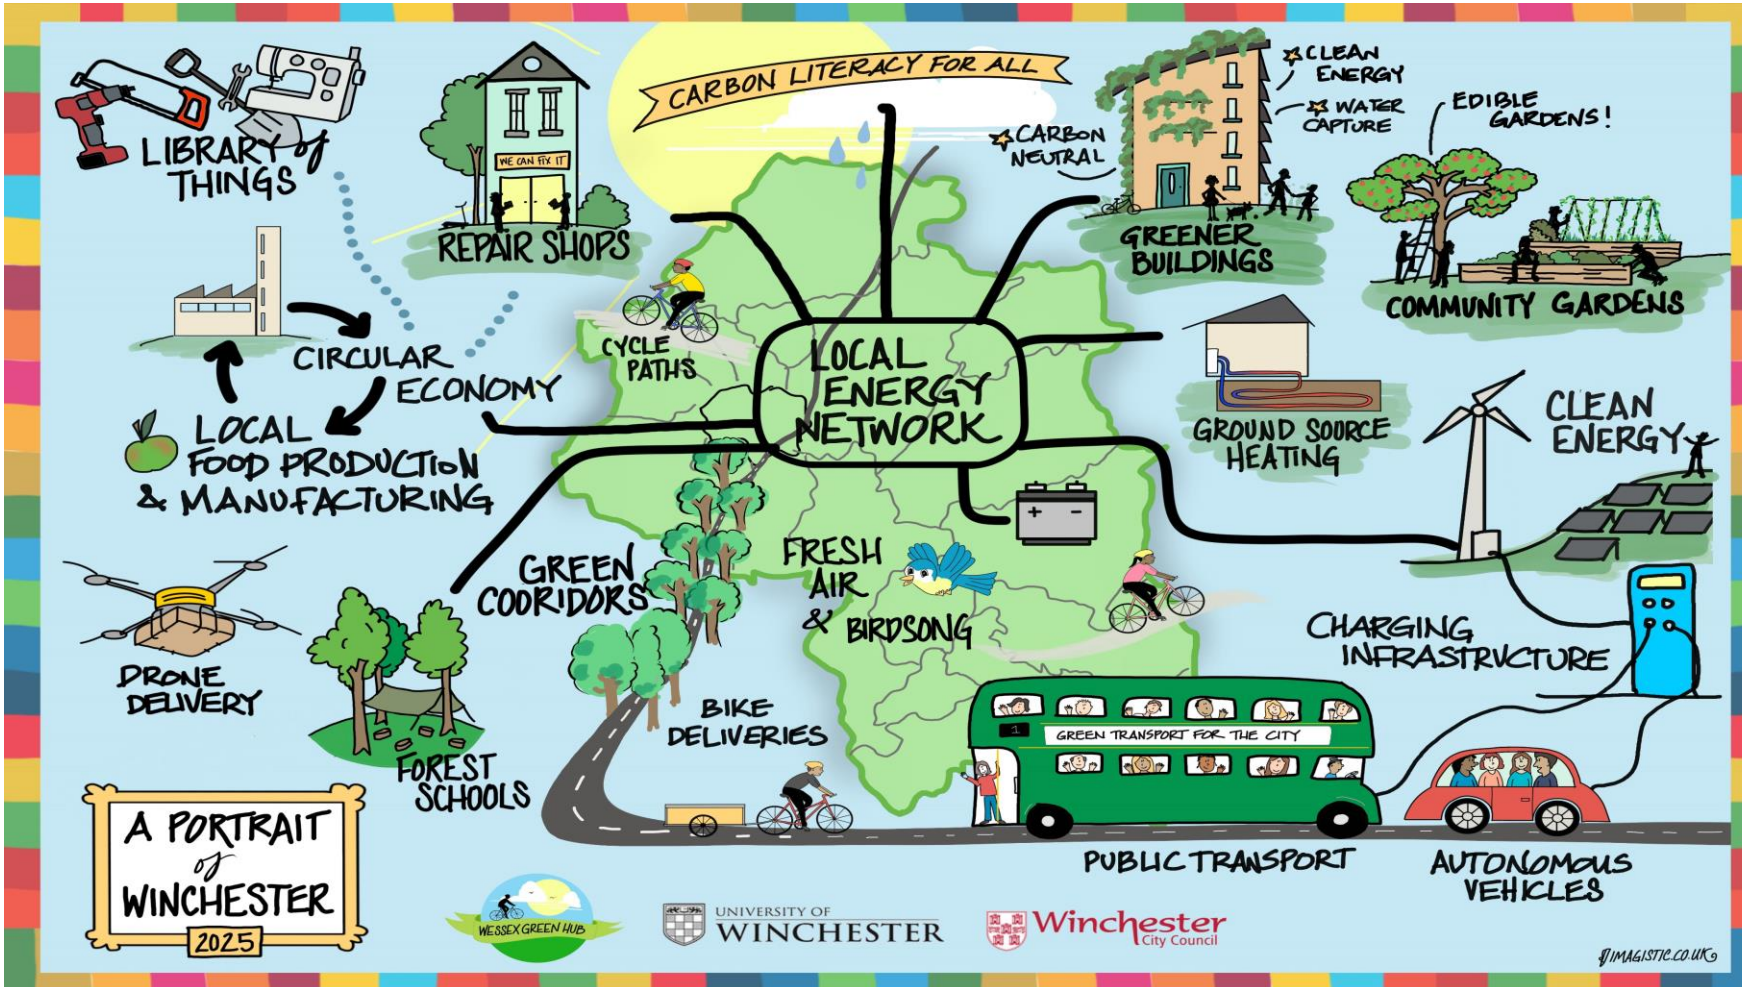 CARBON LITERACY FOR ALL
LIBRARY of
THINGS
WE CAN FIX IT
REPAIR SHOPS
CARBON
NEUTRAL
CLEAN
ENERGY
WATER
CAPTURE
GREENER
BUILDINGS
EDIBLE
GARDENS!
COMMUNITY GARDENS
CIRCULAR
ECONOMY
LOCAL
FOOD PRODUCTION
& MANUFACTURING
CYCLE
PATHS
LOCAL
ENERGY
NETWORK
GROUND SOURCE
HEATING
CLEAN
ENERGY
+ -
GREEN
COORIDORS
FRESH
AIR
& BIRDSONG
CHARGING
INFRASTRUCTURE
DRONE
DELIVERY
FOREST
SCHOOLS
BIKE
DELIVERIES
1 GREEN TRANSPORT FOR THE CITY
PUBLIC TRANSPORT
AUTONOMOUS
VEHICLES
A PORTRAIT
of
WINCHESTER
2025
WESSEX GREEN HUB
UNIVERSITY OF
WINCHESTER
Winchester
City Council
IMAGISTIC.CO.UK